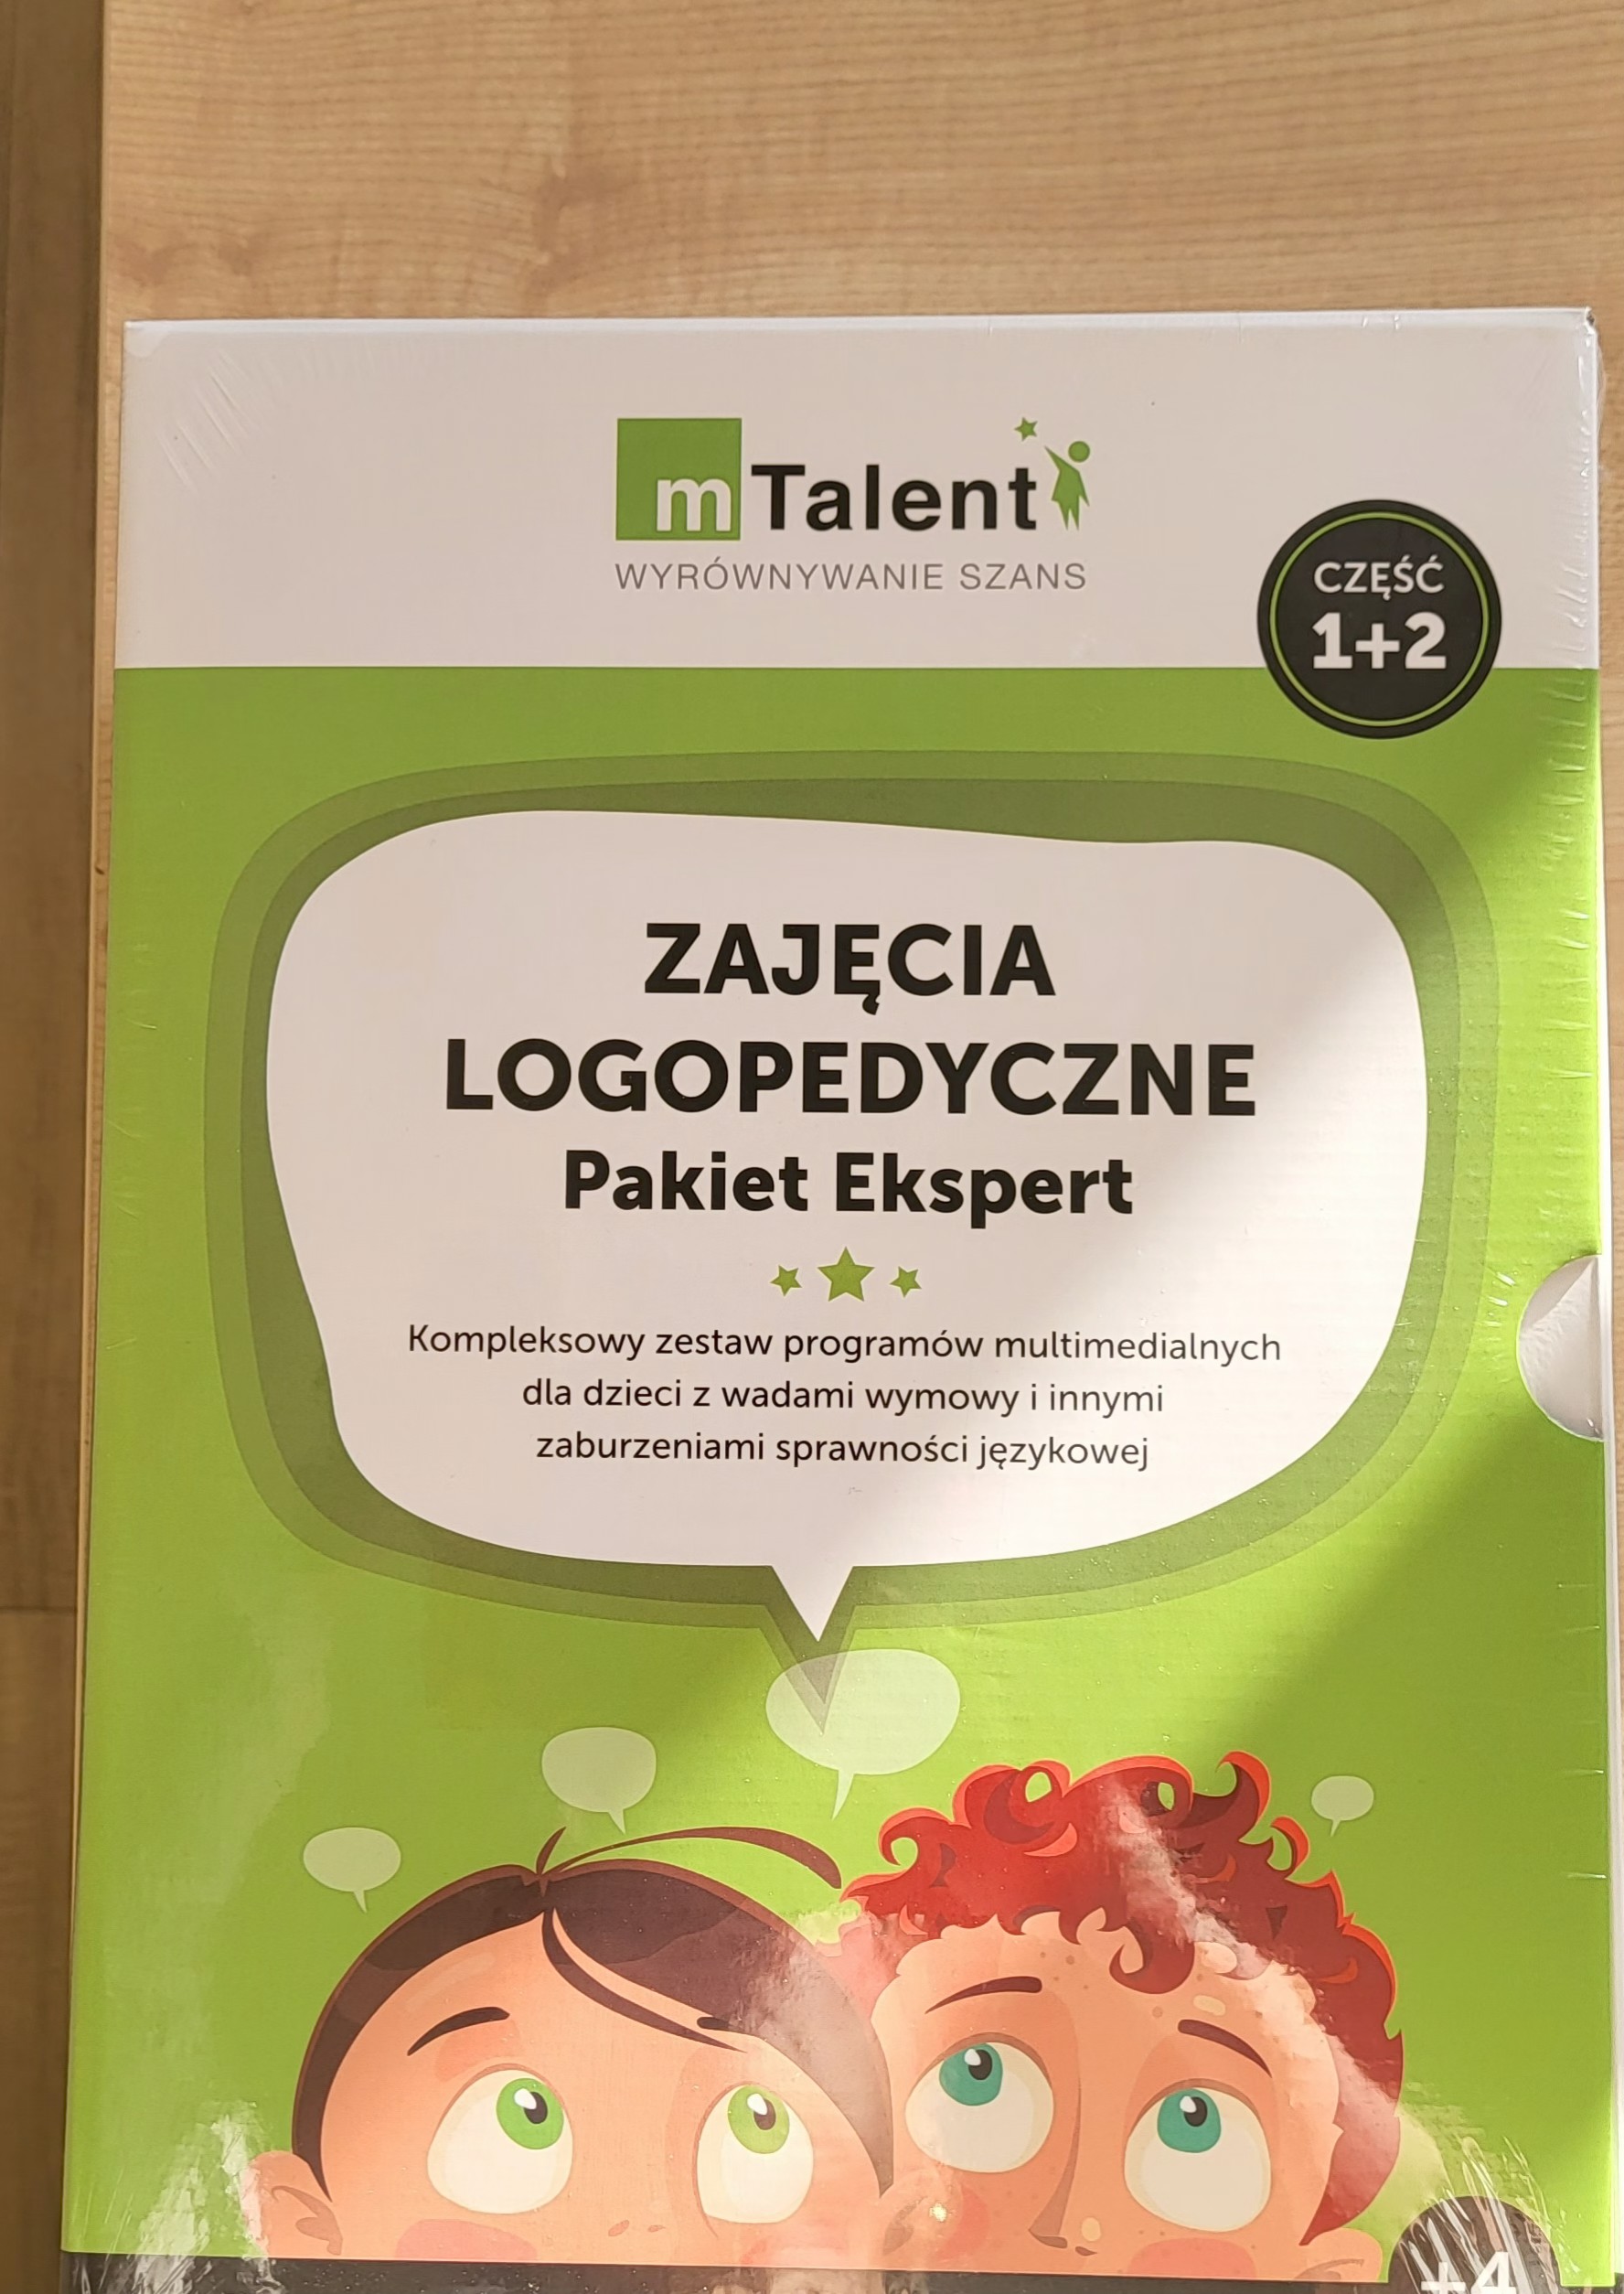 mTalent
WYRÓWNYWANIE SZANS
CZĘŚĆ
1+2
ZAJĘCIA
LOGOPEDYCZNE
Pakiet Ekspert
Kompleksowy zestaw programów multimedialnych
dla dzieci z wadami wymowy i innymi
zaburzeniami sprawności językowej
+4